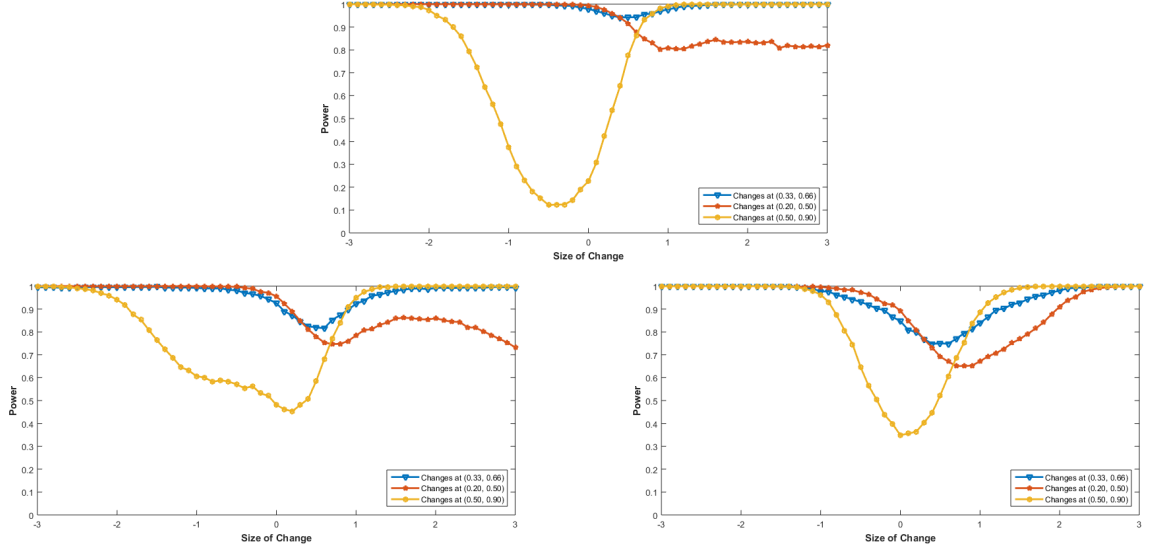 1
0.9
0.8
0.7
0.6
0.5
0.4
0.3
0.2
0.1
0
Power
-3 -2 -1 0 1 2 3
Size of Change
Changes at (0.33, 0.66)
Changes at (0.20, 0.50)
Changes at (0.50, 0.90)
1
0.9
0.8
0.7
0.6
0.5
0.4
0.3
0.2
0.1
0
Power
-3 -2 -1 0 1 2 3
Size of Change
Changes at (0.33, 0.66)
Changes at (0.20, 0.50)
Changes at (0.50, 0.90)
1
0.9
0.8
0.7
0.6
0.5
0.4
0.3
0.2
0.1
0
Power
-3 -2 -1 0 1 2 3
Size of Change
Changes at (0.33, 0.66)
Changes at (0.20, 0.50)
Changes at (0.50, 0.90)